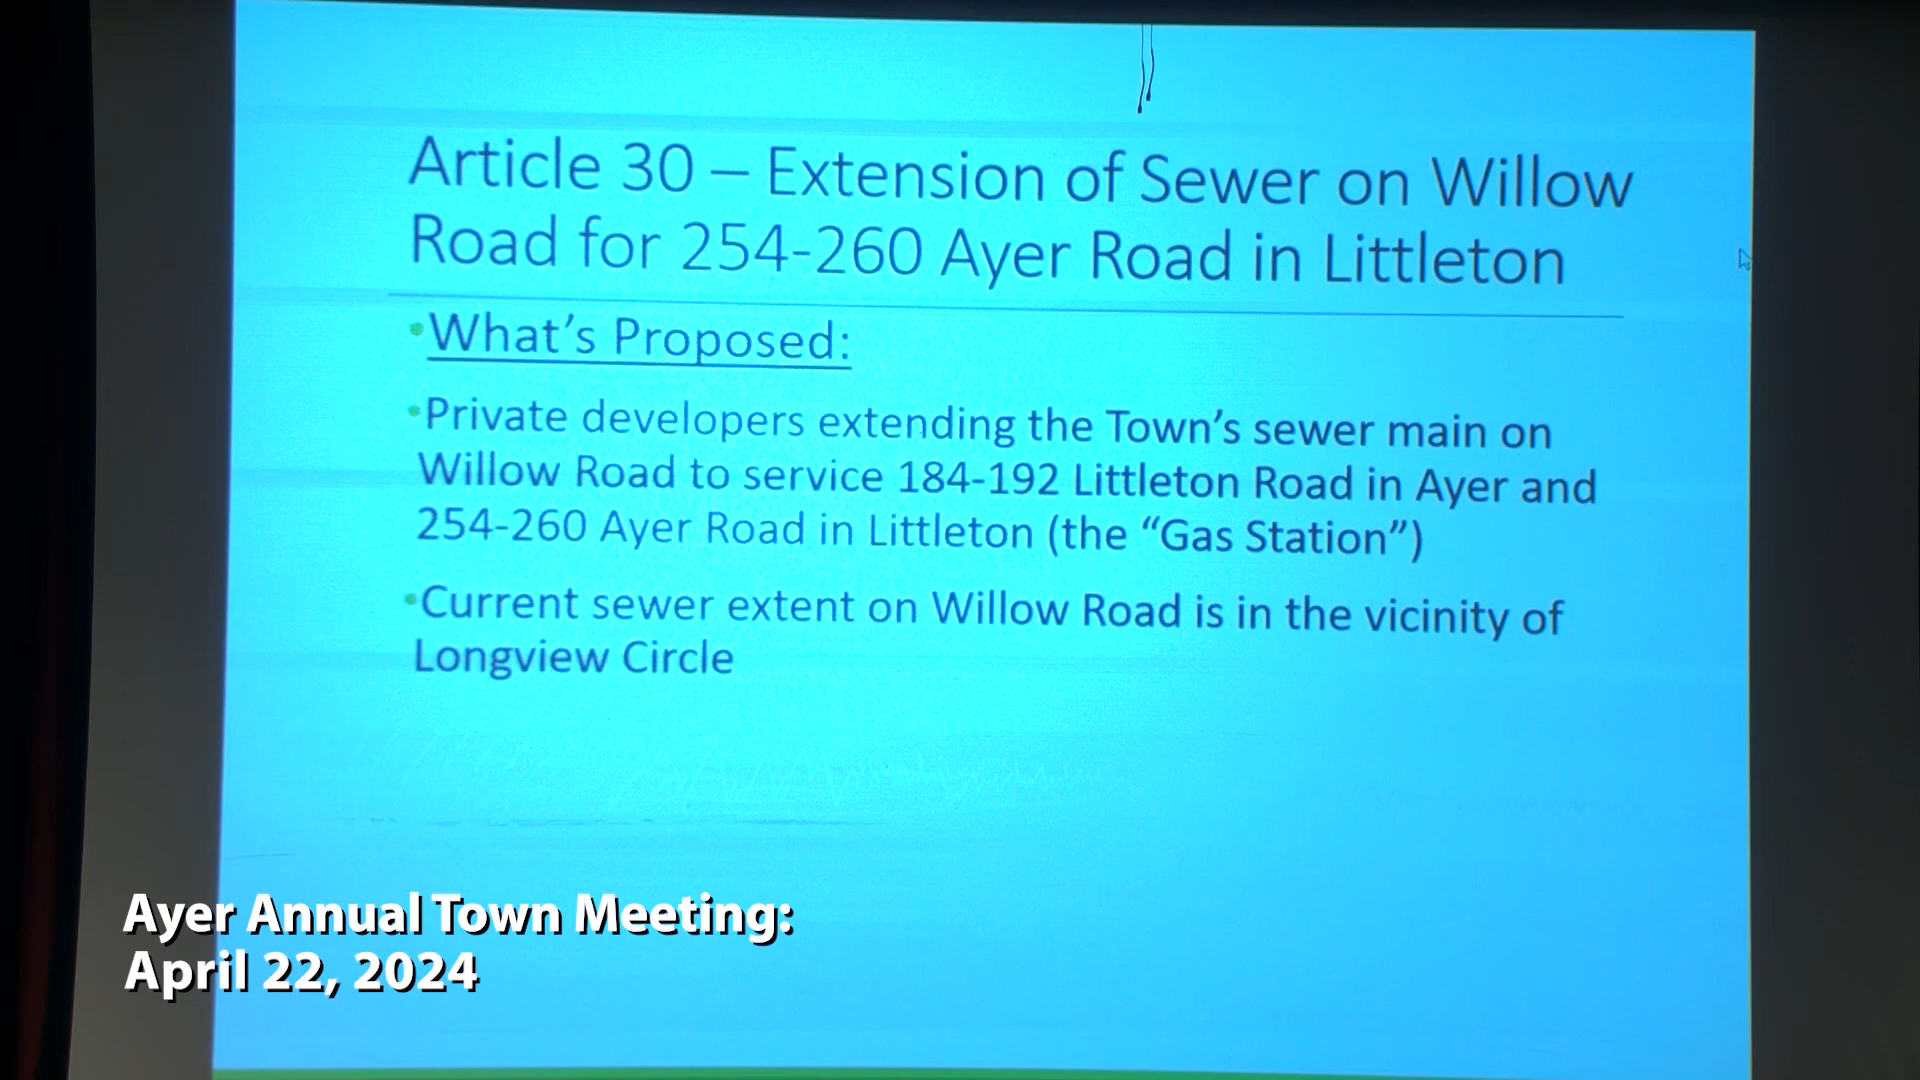 Article 30 – Extension of Sewer on Willow
Road for 254-260 Ayer Road in Littleton
•What’s Proposed:
•Private developers extending the Town’s sewer main on
Willow Road to service 184-192 Littleton Road in Ayer and
254-260 Ayer Road in Littleton (the “Gas Station”)
•Current sewer extent on Willow Road is in the vicinity of
Longview Circle
Ayer Annual Town Meeting:
April 22, 2024